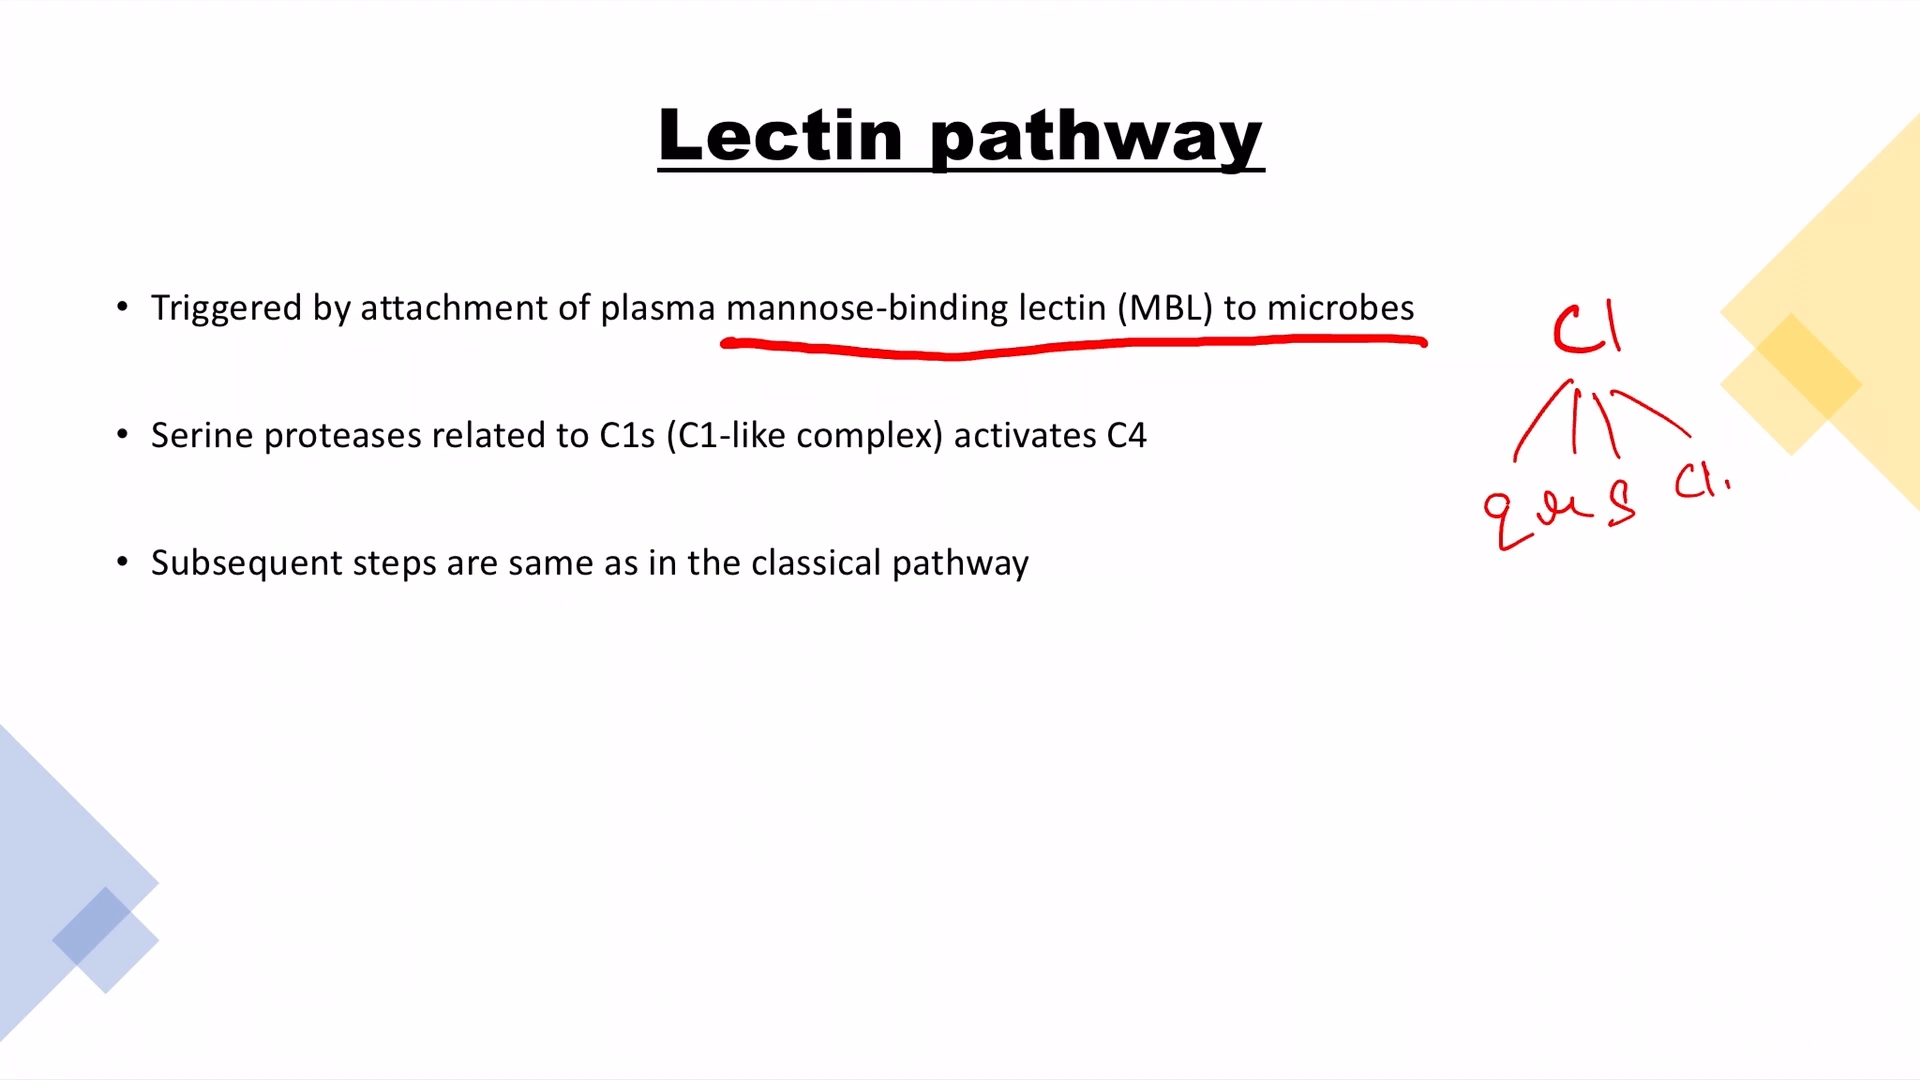 Lectin pathway
• Triggered by attachment of plasma mannose-binding lectin (MBL) to microbes
• Serine proteases related to C1s (C1-like complex) activates C4
• Subsequent steps are same as in the classical pathway
C1
q r s C1.